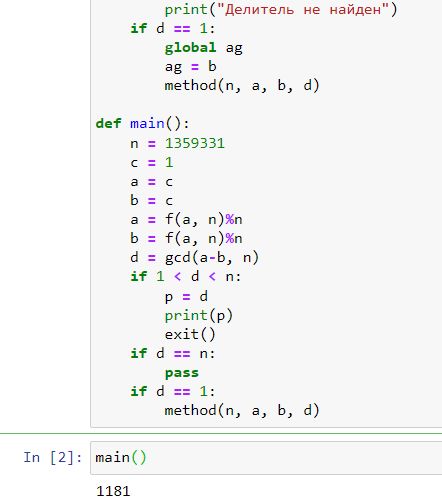 print("Делитель не найден")
if d == 1:
global ag
ag = b
method(n, a, b, d)
def main():
n = 1359331
c = 1
a = c
b = c
a = f(a, n)%n
b = f(a, n)%n
d = gcd(a-b, n)
if 1 < d < n:
p = d
print(p)
exit()
if d == n:
pass
if d == 1:
method(n, a, b, d)
In [2]: main()
1181